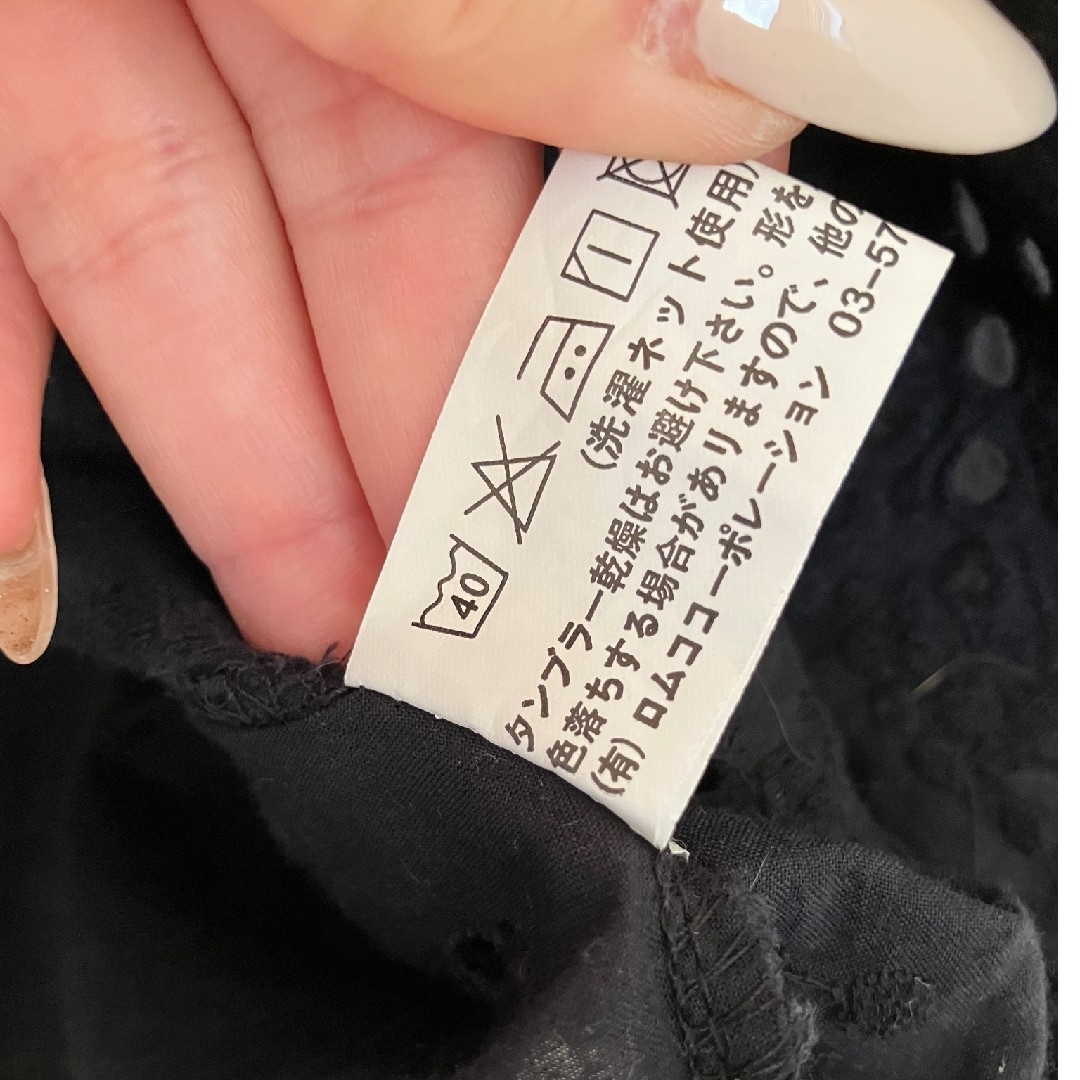 40
(洗濯ネット使用)
タンブラー乾燥はお避け下さい。形を
色落ちする場合がありますので、他の
(有)ロムココーポレーション 03-57